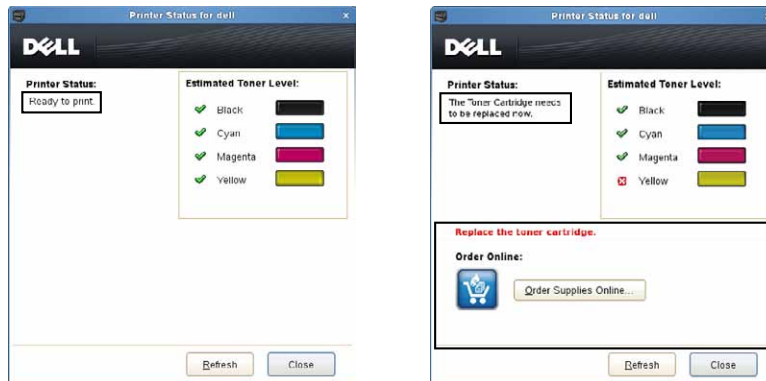 Printer Status for dell
x
DELL
Printer Status:
Ready to print.
Estimated Toner Level:
Black
Cyan
Magenta
Yellow
Refresh
Close
Printer Status for dell
DELL
Printer Status:
The Toner Cartridge needs
to be replaced now.
Estimated Toner Level:
Black
Cyan
Magenta
Yellow
Replace the toner cartridge.
Order Online:
Order Supplies Online...
Refresh
Close